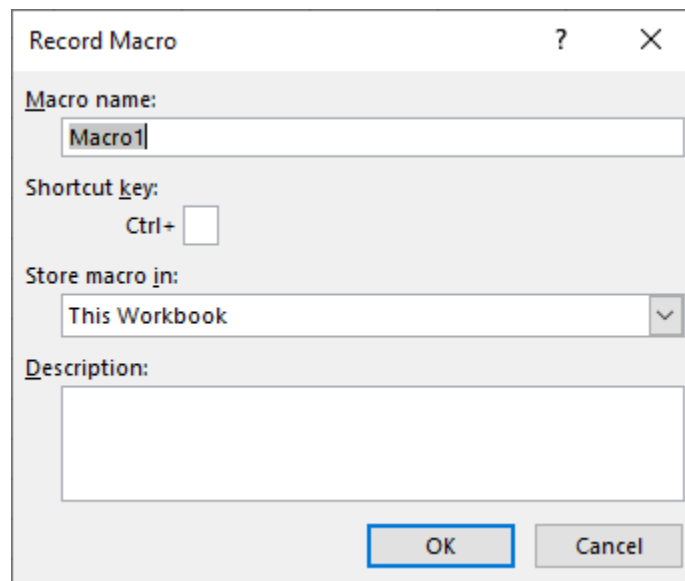 Record Macro ?
Macro name:
Macro1
Shortcut key:
Ctrl+
Store macro in:
This Workbook
Description:
OK Cancel